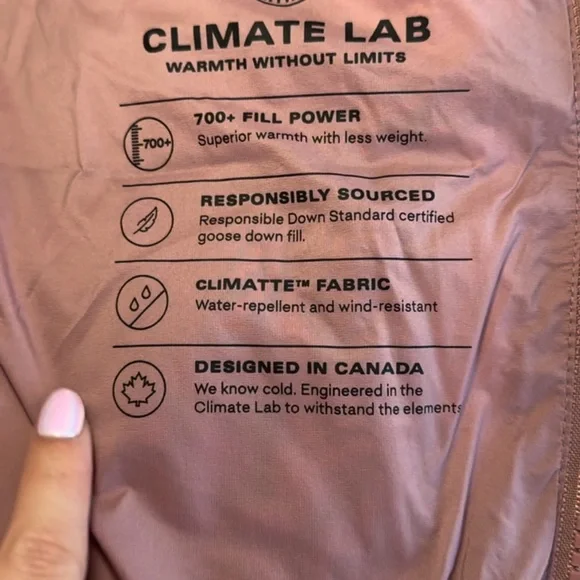 CLIMATE LAB
WARMTH WITHOUT LIMITS
700+ FILL POWER
-700+
Superior warmth with less weight.
RESPONSIBLY SOURCED
Responsible Down Standard certified
goose down fill.
CLIMATTE™ FABRIC
Water-repellent and wind-resistant
DESIGNED IN CANADA
We know cold. Engineered in the
Climate Lab to withstand the elements